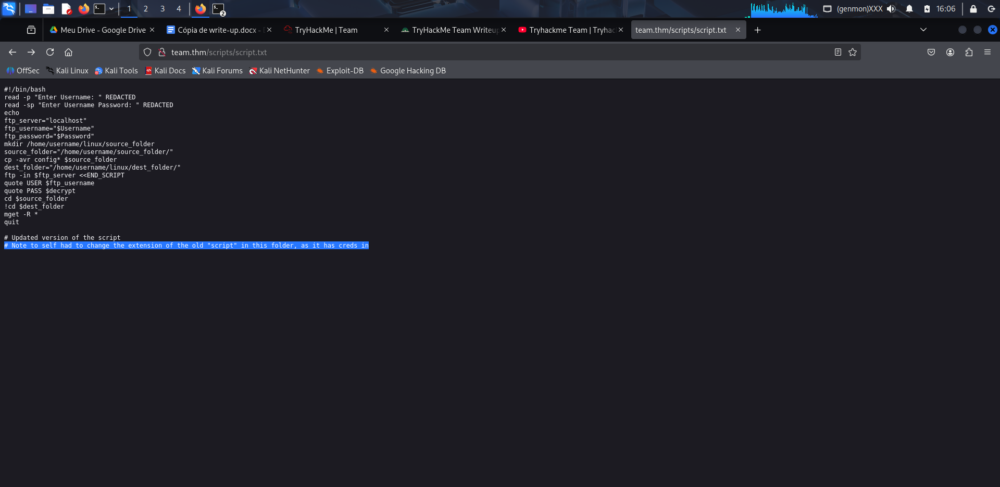 1 2 3 4 2 (genmon)XXX 16:06
Meu Drive - Google Drive Cópia de write-up.docx - TryHackMe | Team TryHackMe Team Writeup Tryhackme Team | Tryhac team.thm/scripts/script.txt
team.thm/scripts/script.txt
OffSec Kali Linux Kali Tools Kali Docs Kali Forums Kali NetHunter Exploit-DB Google Hacking DB
#!/bin/bash
read -p "Enter Username: " REDACTED
read -sp "Enter Username Password: " REDACTED
echo
ftp_server="localhost"
ftp_username="$Username"
ftp_password="$Password"
mkdir /home/username/linux/source_folder
source_folder="/home/username/source_folder/"
cp -avr config* $source_folder
dest_folder="/home/username/linux/dest_folder/"
ftp -in $ftp_server <<END_SCRIPT
quote USER $ftp_username
quote PASS $decrypt
cd $source_folder
!cd $dest_folder
mget -R *
quit
# Updated version of the script
# Note to self had to change the extension of the old "script" in this folder, as it has creds in